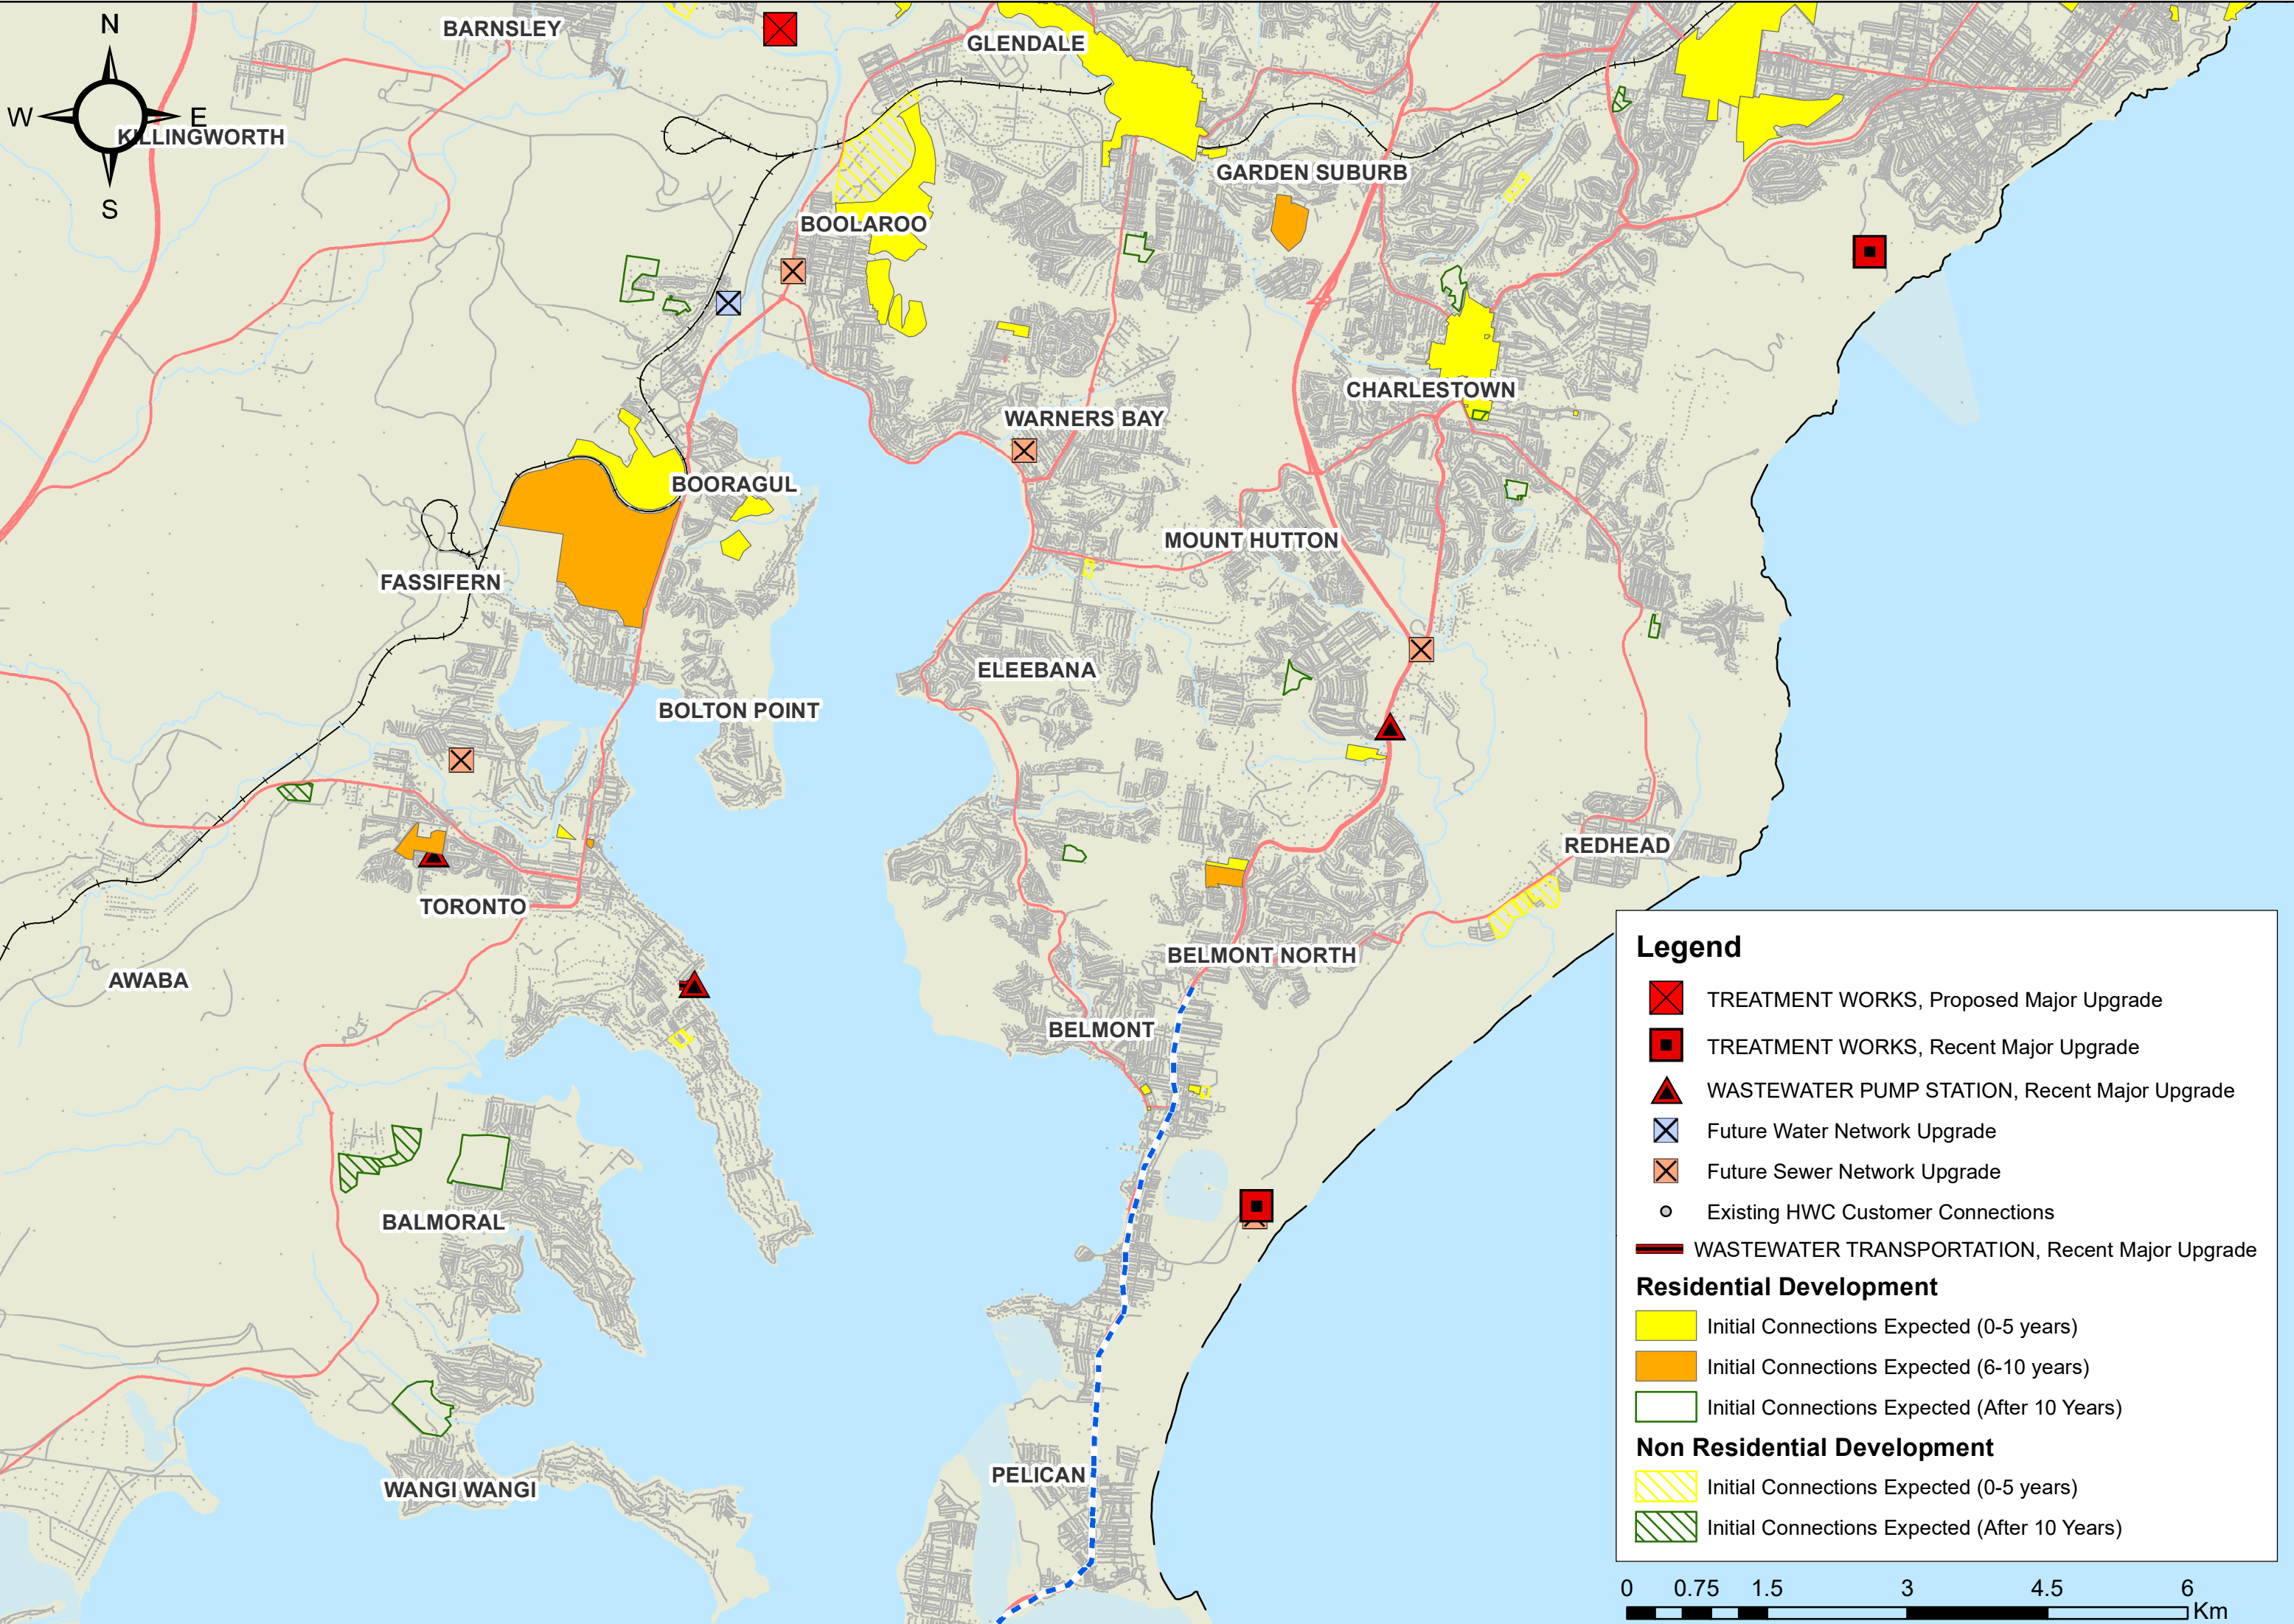 N
BARNSLEY
GLENDALE
W
E
KILLINGWORTH
GARDEN SUBURB
S
BOOLAROO
CHARLESTOWN
WARNERS BAY
BOORAGUL
MOUNT HUTTON
FASSIFERN
ELEEBANA
BOLTON POINT
REDHEAD
TORONTO
BELMONT NORTH
AWABA
BELMONT
BALMORAL
PELICAN
WANGI WANGI
Legend
TREATMENT WORKS, Proposed Major Upgrade
TREATMENT WORKS, Recent Major Upgrade
WASTEWATER PUMP STATION, Recent Major Upgrade
Future Water Network Upgrade
Future Sewer Network Upgrade
Existing HWC Customer Connections
WASTEWATER TRANSPORTATION, Recent Major Upgrade
Residential Development
Initial Connections Expected (0-5 years)
Initial Connections Expected (6-10 years)
Initial Connections Expected (After 10 Years)
Non Residential Development
Initial Connections Expected (0-5 years)
Initial Connections Expected (After 10 Years)
0 0.75 1.5 3 4.5 6
Km